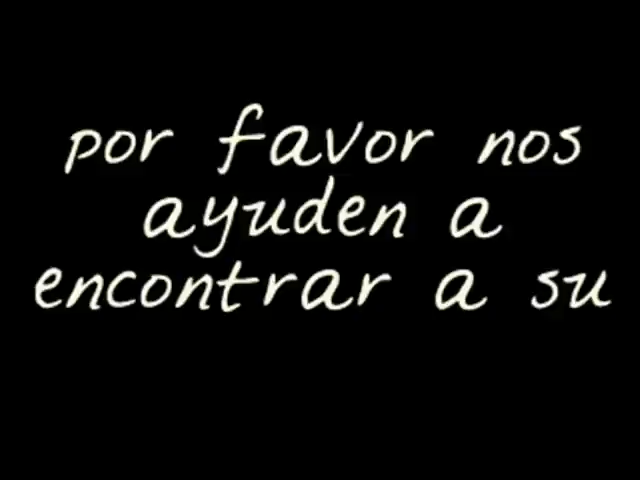 por favor nos
ayuden a
encontrar a su